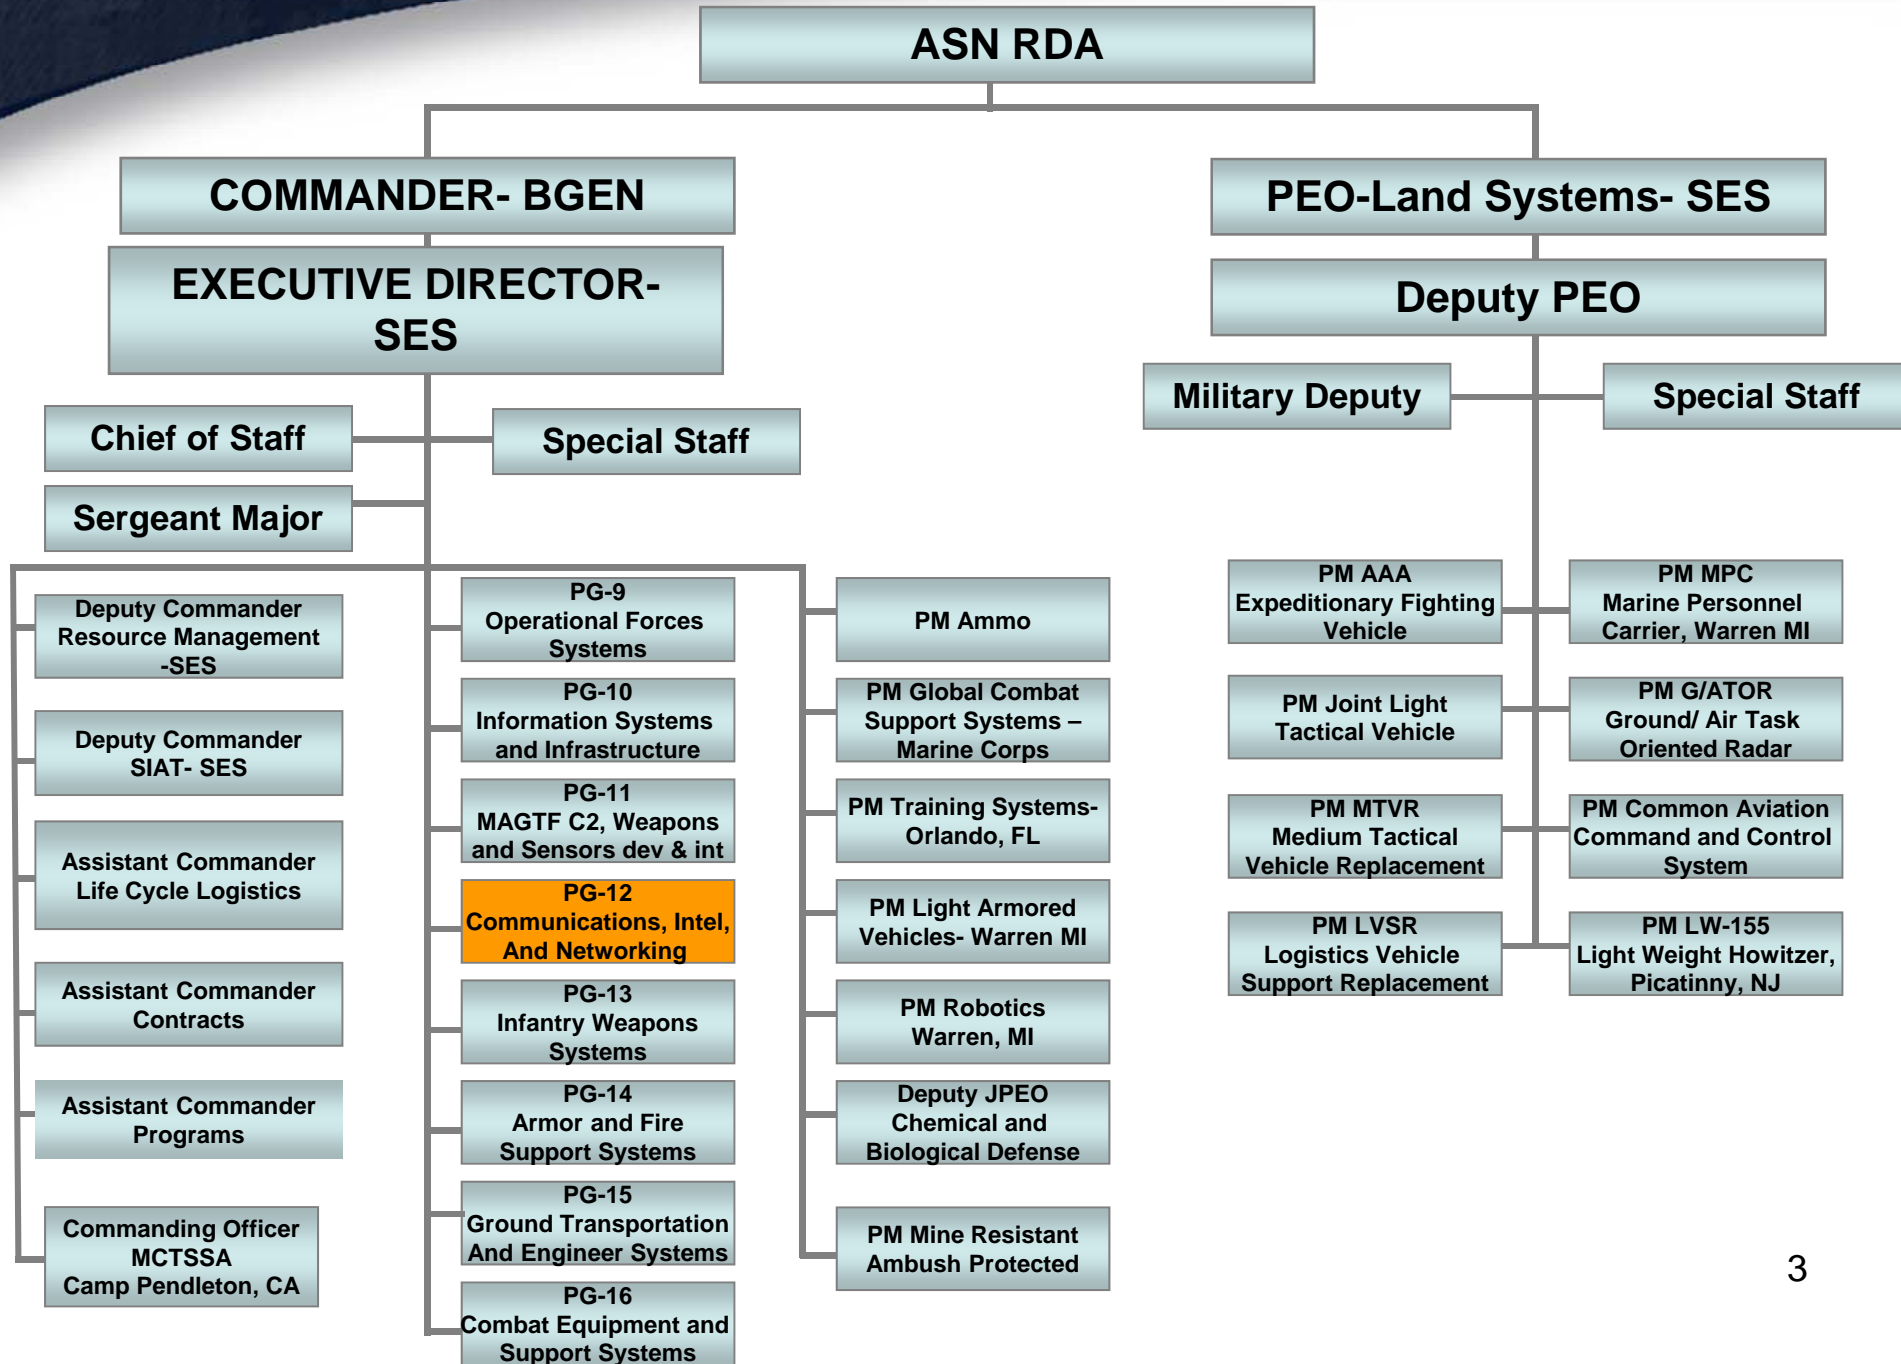 ASN RDA
COMMANDER- BGEN
EXECUTIVE DIRECTOR-
SES
Chief of Staff
Special Staff
Sergeant Major
Deputy Commander
Resource Management
-SES
Deputy Commander
SIAT- SES
Assistant Commander
Life Cycle Logistics
Assistant Commander
Contracts
Assistant Commander
Programs
Commanding Officer
MCTSSA
Camp Pendleton, CA
PG-9
Operational Forces
Systems
PG-10
Information Systems
and Infrastructure
PG-11
MAGTF C2, Weapons
and Sensors dev & int
PG-12
Communications, Intel,
And Networking
PG-13
Infantry Weapons
Systems
PG-14
Armor and Fire
Support Systems
PG-15
Ground Transportation
And Engineer Systems
PG-16
Combat Equipment and
Support Systems
PM Ammo
PM Global Combat
Support Systems –
Marine Corps
PM Training Systems-
Orlando, FL
PM Light Armored
Vehicles- Warren MI
PM Robotics
Warren, MI
Deputy JPEO
Chemical and
Biological Defense
PM Mine Resistant
Ambush Protected
PEO-Land Systems- SES
Deputy PEO
Military Deputy
Special Staff
PM AAA
Expeditionary Fighting
Vehicle
PM MPC
Marine Personnel
Carrier, Warren MI
PM Joint Light
Tactical Vehicle
PM G/ATOR
Ground/ Air Task
Oriented Radar
PM MTVR
Medium Tactical
Vehicle Replacement
PM Common Aviation
Command and Control
System
PM LVSR
Logistics Vehicle
Support Replacement
PM LW-155
Light Weight Howitzer,
Picatinny, NJ
3